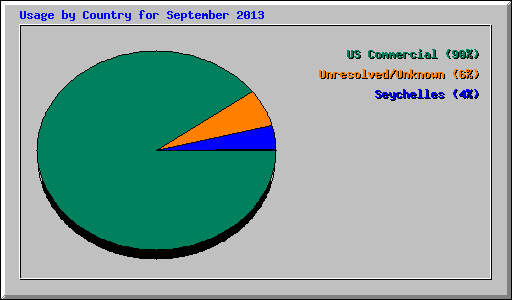 Usage by Country for September 2013
US Commercial (90%)
Unresolved/Unknown (6%)
Seychelles (4%)